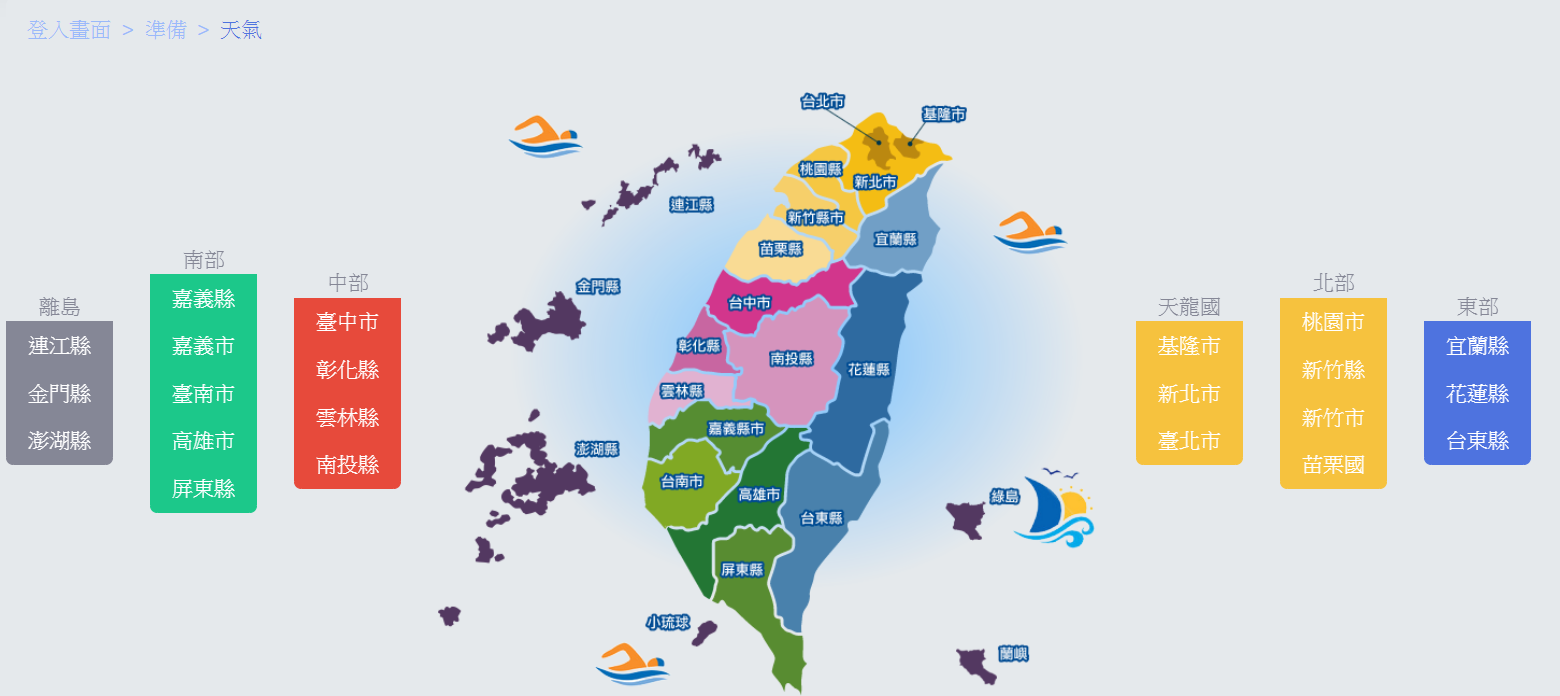 登入畫面 > 準備 > 天氣
離島
連江縣
金門縣
澎湖縣
南部
嘉義縣
嘉義市
臺南市
高雄市
屏東縣
中部
臺中市
彰化縣
雲林縣
南投縣
台北市
基隆市
桃園縣
新北市
連江縣
新竹縣市
宜蘭縣
苗栗縣
金門縣
台中市
彰化縣
南投縣
花蓮縣
雲林縣
嘉義縣市
澎湖縣
台南市
高雄市
綠島
台東縣
屏東縣
小琉球
蘭嶼
天龍國
基隆市
新北市
臺北市
北部
桃園市
新竹縣
新竹市
苗栗國
東部
宜蘭縣
花蓮縣
台東縣